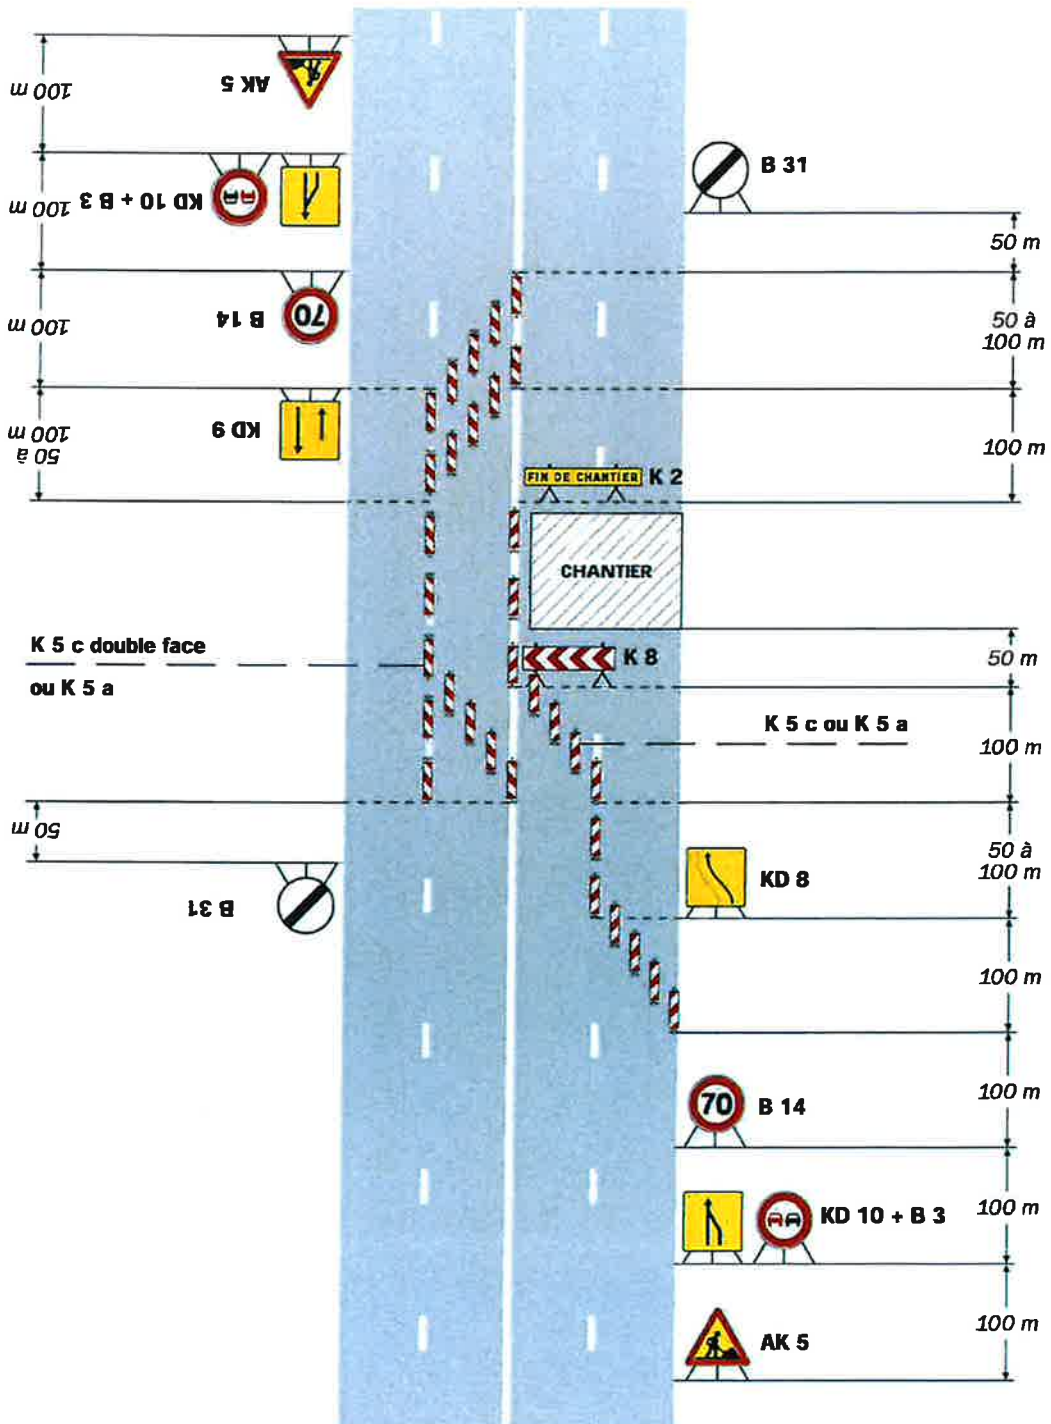 100 m
AK 5
100 m
KD 10 + B 3
B 31
50 m
100 m
B 14
70
50 à
100 m
50 à
100 m
KD 9
100 m
FIN DE CHANTIER
K 2
CHANTIER
K 5 c double face
ou K 5 a
K 8
50 m
K 5 c ou K 5 a
100 m
50 m
B 31
KD 8
50 à
100 m
100 m
70
B 14
100 m
KD 10 + B 3
100 m
AK 5
100 m